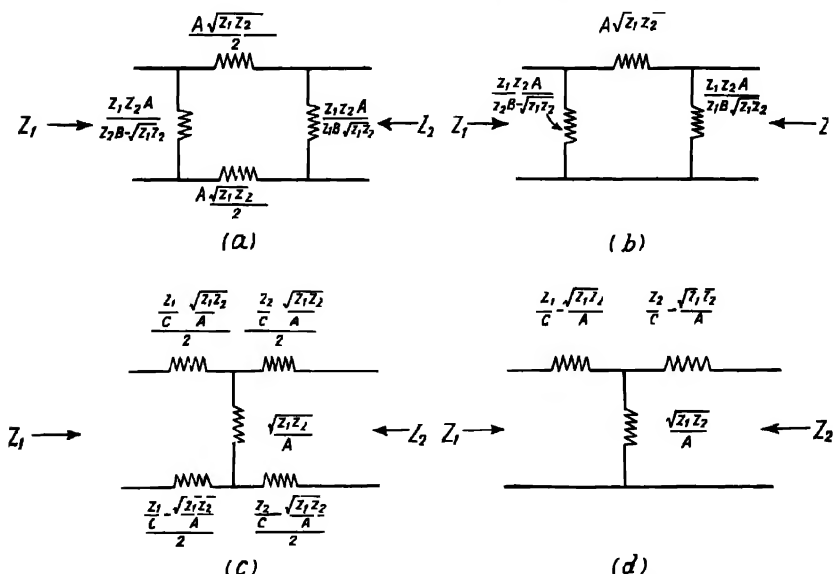 A√Z₁Z₂ / 2
Z₁
Z₁Z₂A / Z₂B-√Z₁Z₂
Z₁Z₂A / Z₁B √Z₁Z₂
Z₂
A√Z₁Z₂ / 2
(a)
A√Z₁Z₂
Z₁
Z₁Z₂A / Z₂B-√Z₁Z₂
Z₁Z₂A / Z₁B √Z₁Z₂
Z
(b)
Z₁/C √Z₁Z₂/A / 2
Z₂/C √Z₁Z₂/A / 2
Z₁
√Z₁Z₂ / A
Z₂
Z₁/C - √Z₁Z₂/A / 2
Z₂/C - √Z₁Z₂/A / 2
(c)
Z₁/C - √Z₁Z₂/A
Z₂/C - √Z₁Z₂/A
Z₁
√Z₁Z₂ / A
Z₂
(d)